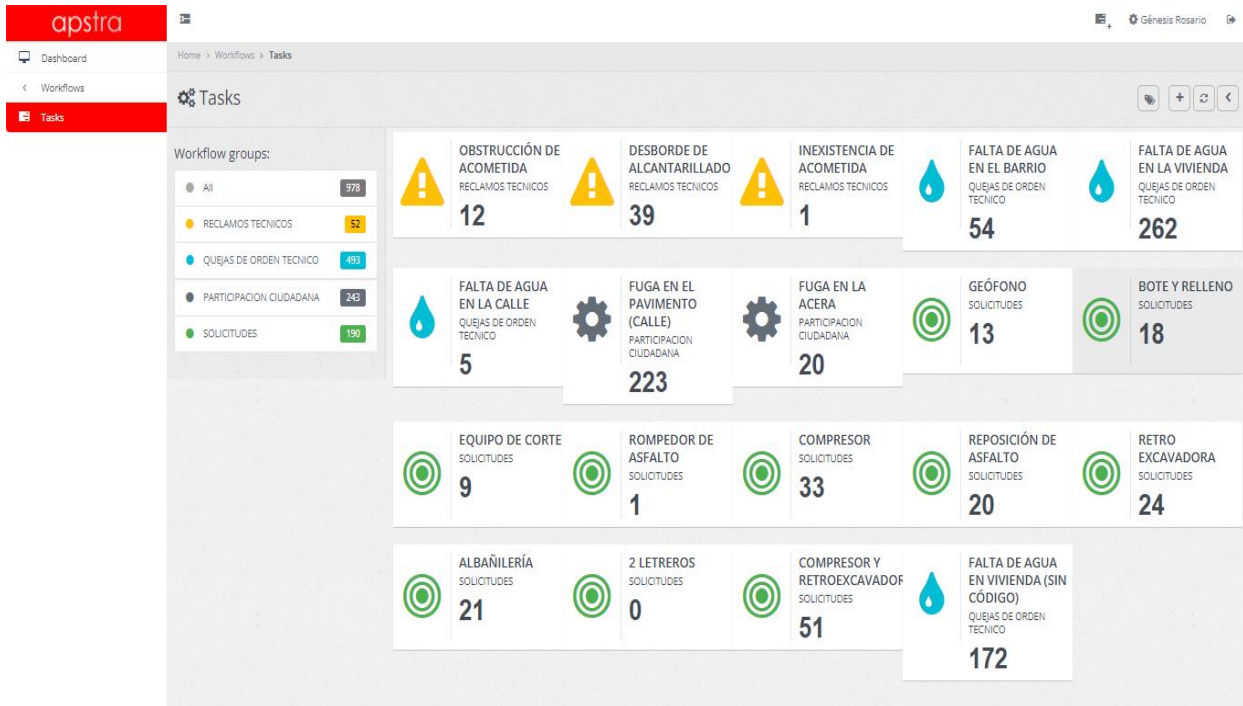 apstra
Génesis Rosario
Dashboard
Workflows
Tasks
Home > Workflows > Tasks
Tasks
Workflow groups:
All 978
RECLAMOS TECNICOS 52
QUEJAS DE ORDEN TECNICO 493
PARTICIPACION CIUDADANA 243
SOLICITUDES 190
OBSTRUCCIÓN DE
ACOMETIDA
RECLAMOS TECNICOS
12
DESBORDE DE
ALCANTARILLADO
RECLAMOS TECNICOS
39
INEXISTENCIA DE
ACOMETIDA
RECLAMOS TECNICOS
1
FALTA DE AGUA
EN EL BARRIO
QUEJAS DE ORDEN
TECNICO
54
FALTA DE AGUA
EN LA VIVIENDA
QUEJAS DE ORDEN
TECNICO
262
FALTA DE AGUA
EN LA CALLE
QUEJAS DE ORDEN
TECNICO
5
FUGA EN EL
PAVIMENTO
(CALLE)
PARTICIPACION
CIUDADANA
223
FUGA EN LA
ACERA
PARTICIPACION
CIUDADANA
20
GEÓFONO
SOLICITUDES
13
BOTE Y RELLENO
SOLICITUDES
18
EQUIPO DE CORTE
SOLICITUDES
9
ROMPEDOR DE
ASFALTO
SOLICITUDES
1
COMPRESOR
SOLICITUDES
33
REPOSICIÓN DE
ASFALTO
SOLICITUDES
20
RETRO
EXCAVADORA
SOLICITUDES
24
ALBAÑILERÍA
SOLICITUDES
21
2 LETREROS
SOLICITUDES
0
COMPRESOR Y
RETROEXCAVADOR
SOLICITUDES
51
FALTA DE AGUA
EN VIVIENDA (SIN
CÓDIGO)
QUEJAS DE ORDEN
TECNICO
172